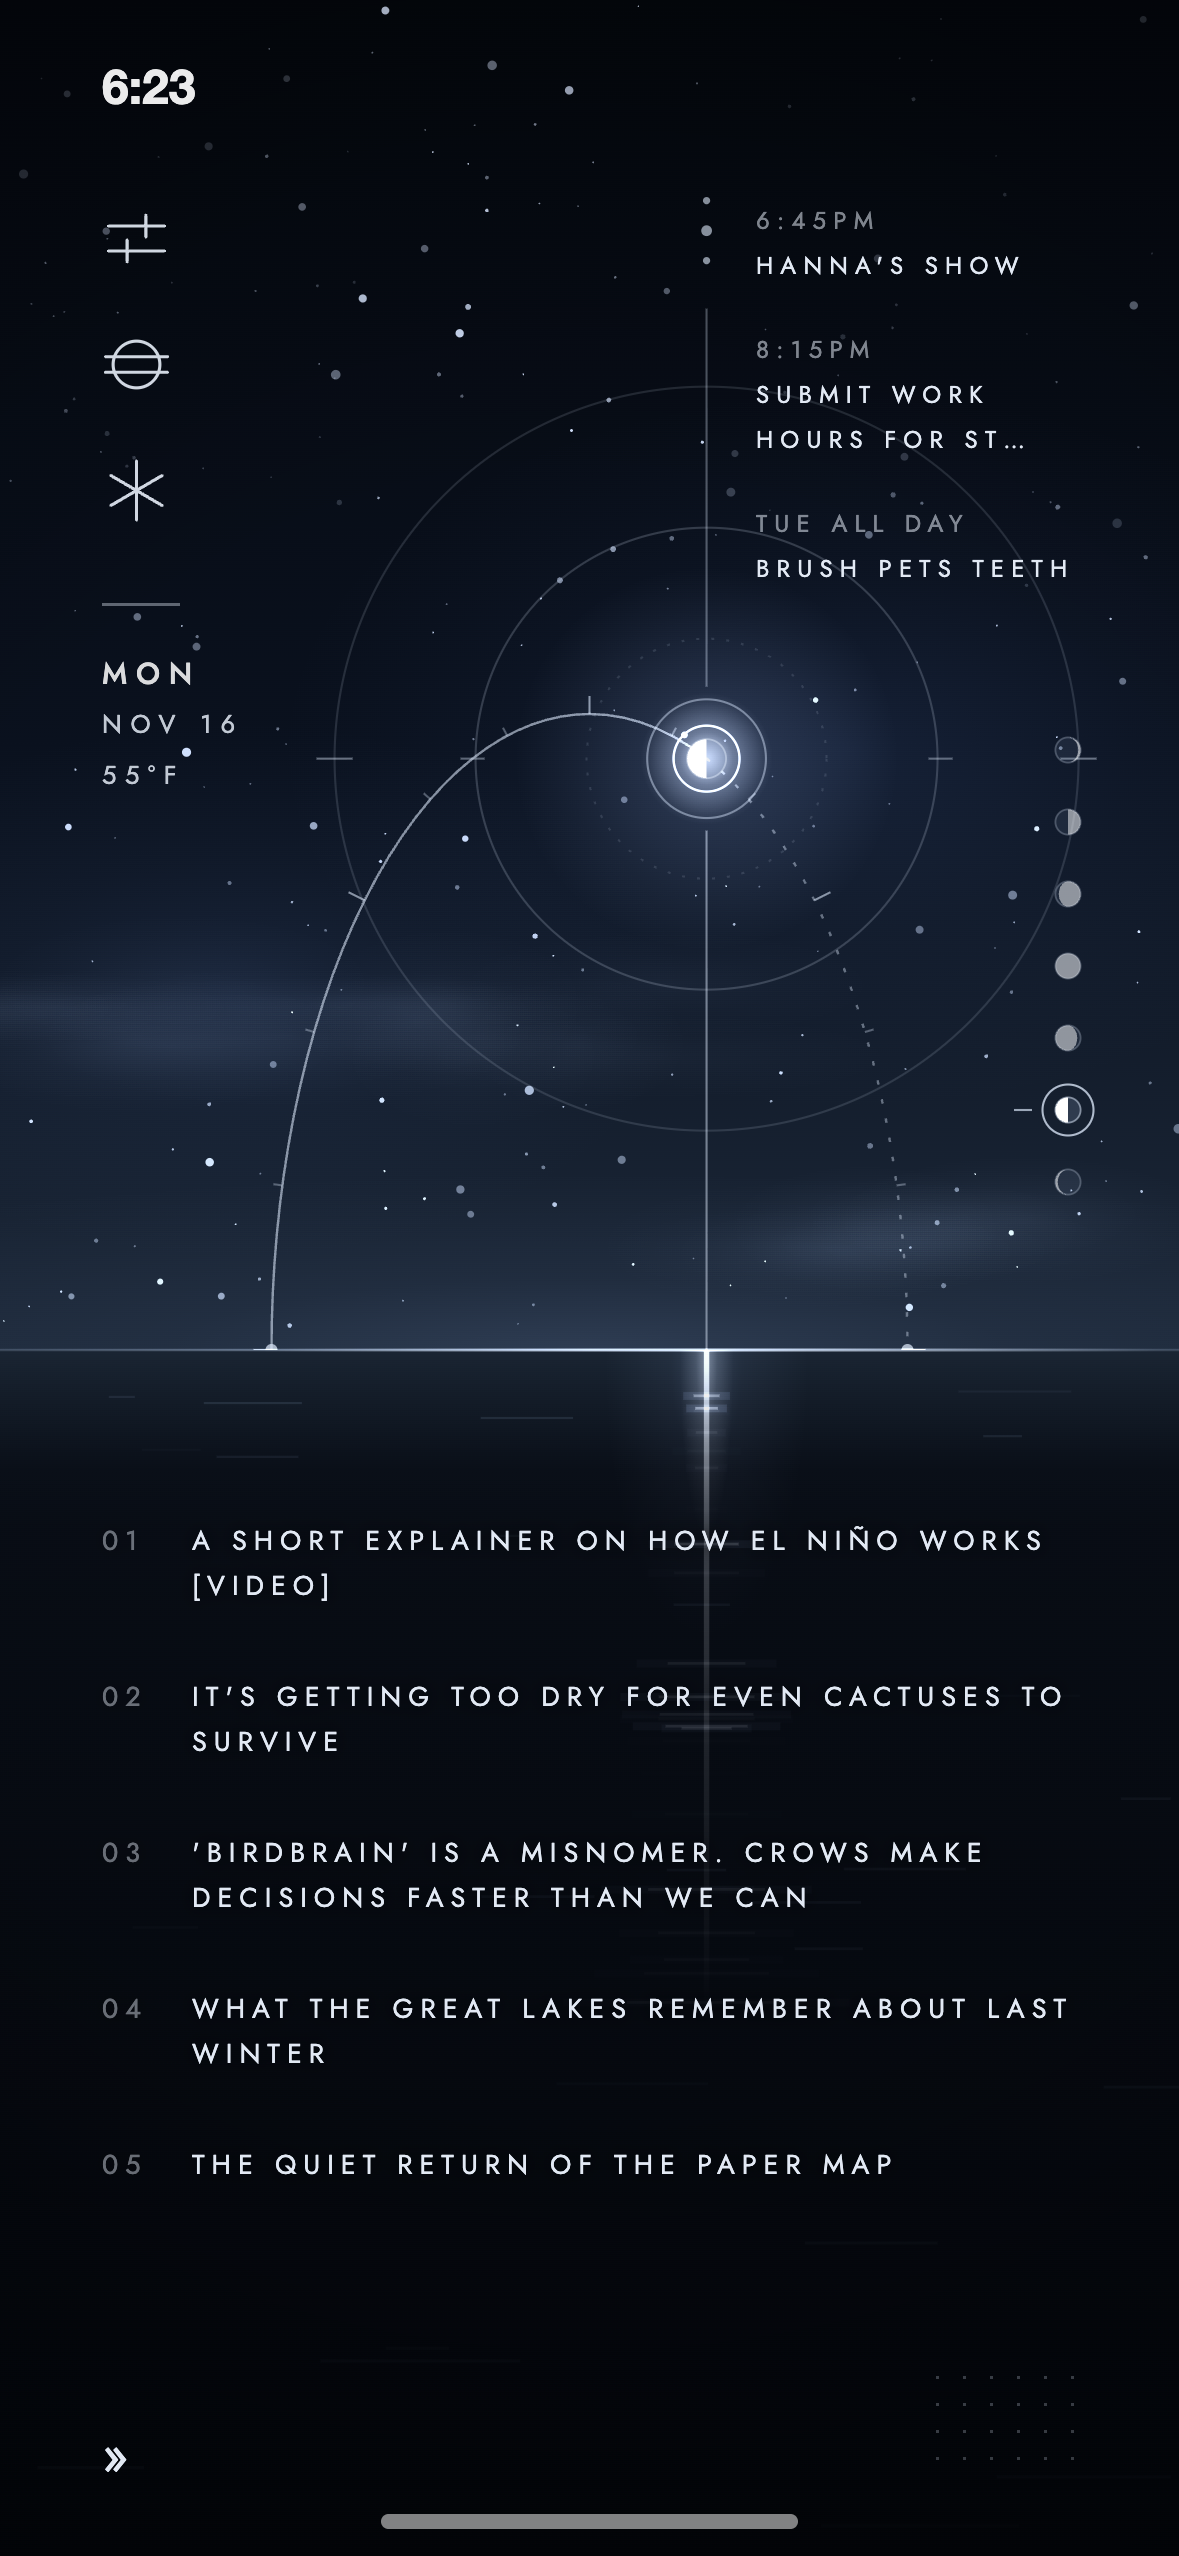 6:23
6:45PM
HANNA'S SHOW
8:15PM
SUBMIT WORK
HOURS FOR ST…
TUE ALL DAY
BRUSH PETS TEETH
MON
NOV 16
55°F
01 A SHORT EXPLAINER ON HOW EL NIÑO WORKS
[VIDEO]
02 IT'S GETTING TOO DRY FOR EVEN CACTUSES TO
SURVIVE
03 'BIRDBRAIN' IS A MISNOMER. CROWS MAKE
DECISIONS FASTER THAN WE CAN
04 WHAT THE GREAT LAKES REMEMBER ABOUT LAST
WINTER
05 THE QUIET RETURN OF THE PAPER MAP